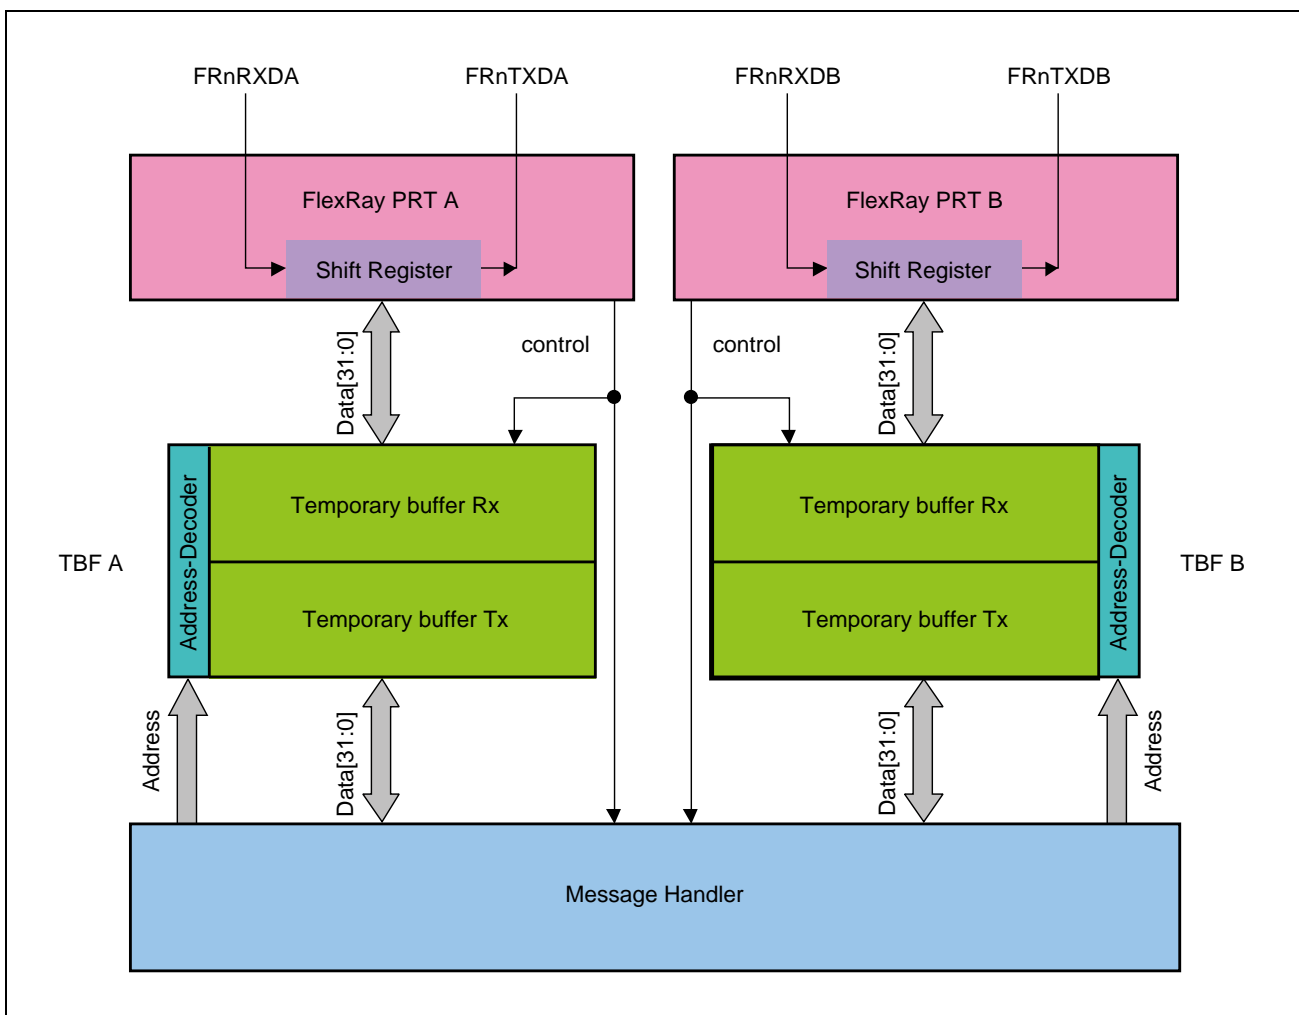 FRnRXDA
FRnTXDA
FRnRXDB
FRnTXDB
FlexRay PRT A
FlexRay PRT B
Shift Register
Shift Register
Data[31:0]
control
control
Data[31:0]
TBF A
Address-Decoder
Temporary buffer Rx
Temporary buffer Tx
Temporary buffer Rx
Temporary buffer Tx
Address-Decoder
TBF B
Address
Data[31:0]
Data[31:0]
Address
Message Handler